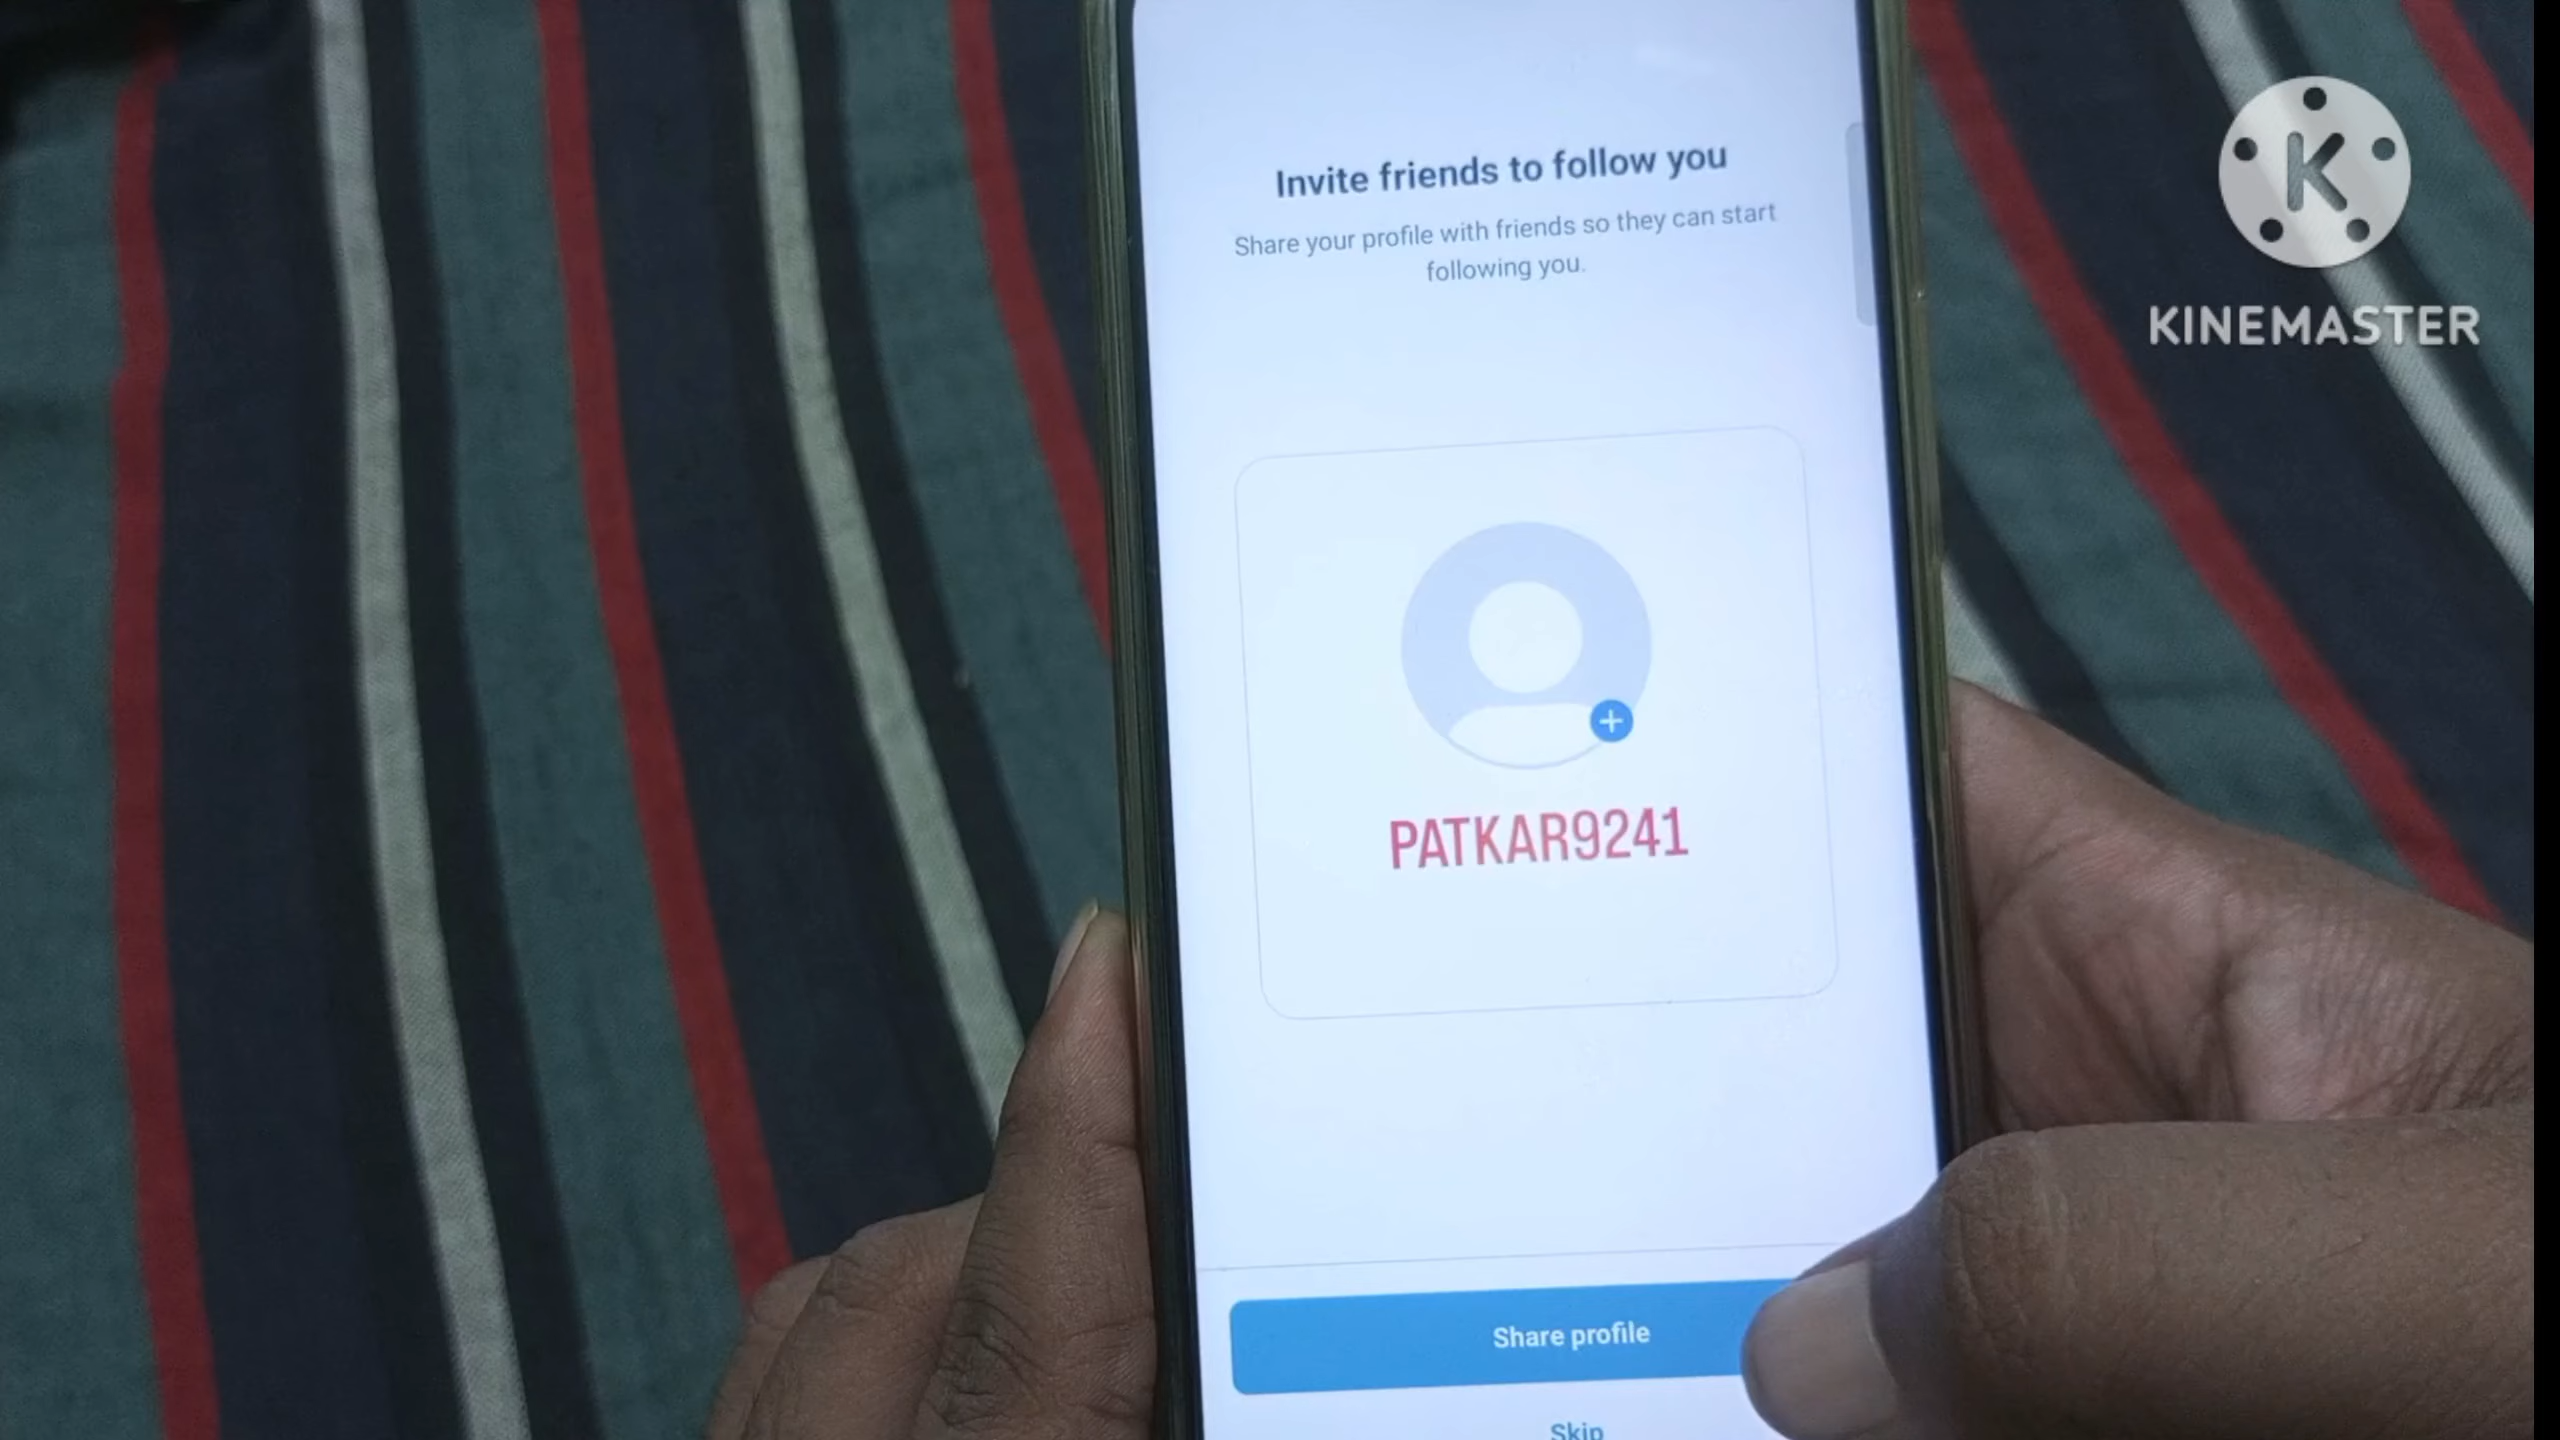 Invite friends to follow you
Share your profile with friends so they can start
following you.
K
KINEMASTER
PATKAR9241
Share profile
Skip